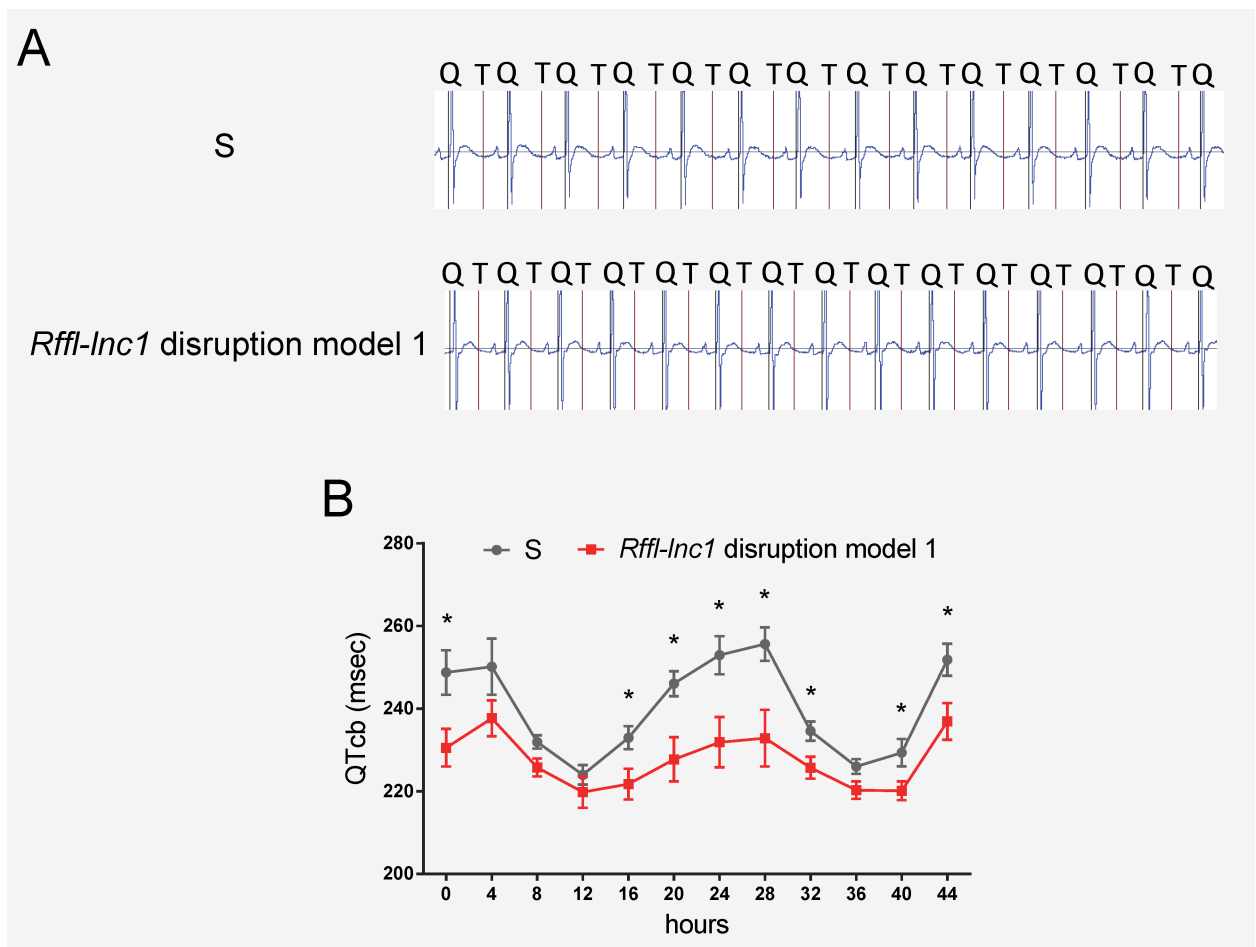 A
Q T Q T Q T Q T Q T Q T Q T Q T Q T Q T Q T Q T Q T Q
S
Q T Q T Q T Q T Q T Q T Q T Q T Q T Q T Q T Q T Q T Q T Q
Rffl-lnc1 disruption model 1
B
S Rffl-lnc1 disruption model 1
280
260
240
220
200
QTcb (msec)
* * * * * * * *
0 4 8 12 16 20 24 28 32 36 40 44
hours